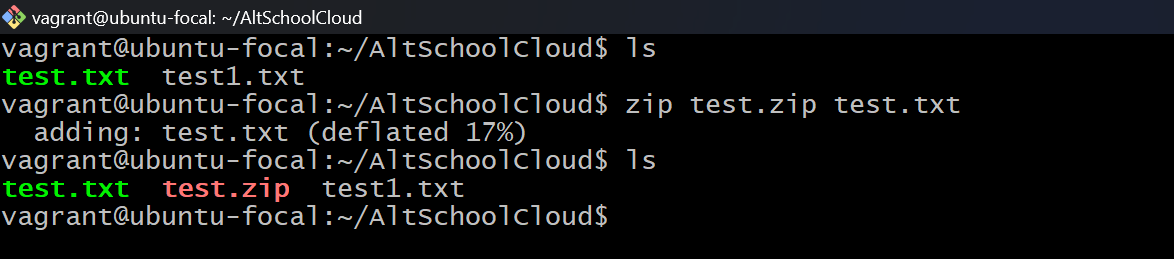 vagrant@ubuntu-focal: ~/AltSchoolCloud
vagrant@ubuntu-focal:~/AltSchoolCloud$ ls
test.txt  test1.txt
vagrant@ubuntu-focal:~/AltSchoolCloud$ zip test.zip test.txt
  adding: test.txt (deflated 17%)
vagrant@ubuntu-focal:~/AltSchoolCloud$ ls
test.txt  test.zip  test1.txt
vagrant@ubuntu-focal:~/AltSchoolCloud$